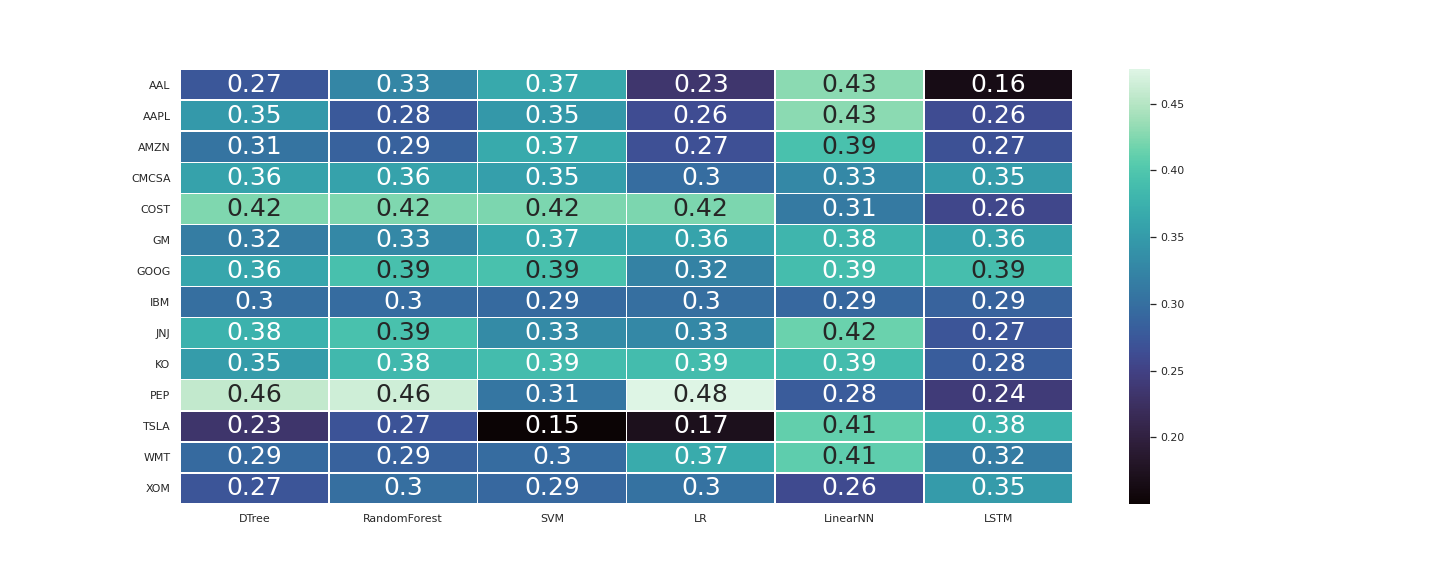 AAL 0.27 0.33 0.37 0.23 0.43 0.16
AAPL 0.35 0.28 0.35 0.26 0.43 0.26
AMZN 0.31 0.29 0.37 0.27 0.39 0.27
CMCSA 0.36 0.36 0.35 0.3 0.33 0.35
COST 0.42 0.42 0.42 0.42 0.31 0.26
GM 0.32 0.33 0.37 0.36 0.38 0.36
GOOG 0.36 0.39 0.39 0.32 0.39 0.39
IBM 0.3 0.3 0.29 0.3 0.29 0.29
JNJ 0.38 0.39 0.33 0.33 0.42 0.27
KO 0.35 0.38 0.39 0.39 0.39 0.28
PEP 0.46 0.46 0.31 0.48 0.28 0.24
TSLA 0.23 0.27 0.15 0.17 0.41 0.38
WMT 0.29 0.29 0.3 0.37 0.41 0.32
XOM 0.27 0.3 0.29 0.3 0.26 0.35
DTree RandomForest SVM LR LinearNN LSTM
0.45
0.40
0.35
0.30
0.25
0.20